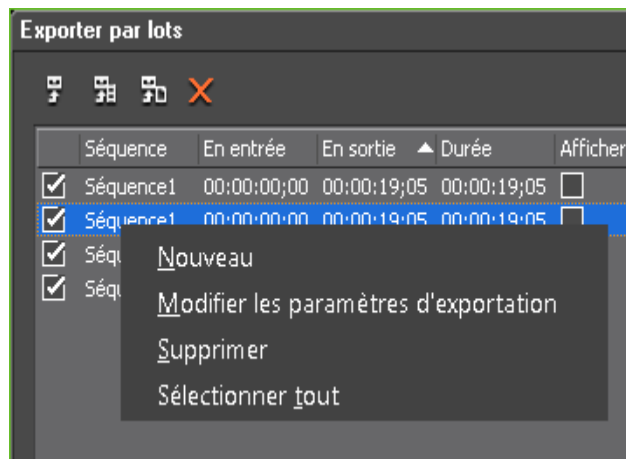 Exporter par lots
Séquence En entrée En sortie Durée Afficher
Séquence1 00:00:00;00 00:00:19;05 00:00:19;05
Séquence1 00:00:00:00 00:00:19:05 00:00:19:05
Nouveau
Modifier les paramètres d'exportation
Supprimer
Sélectionner tout